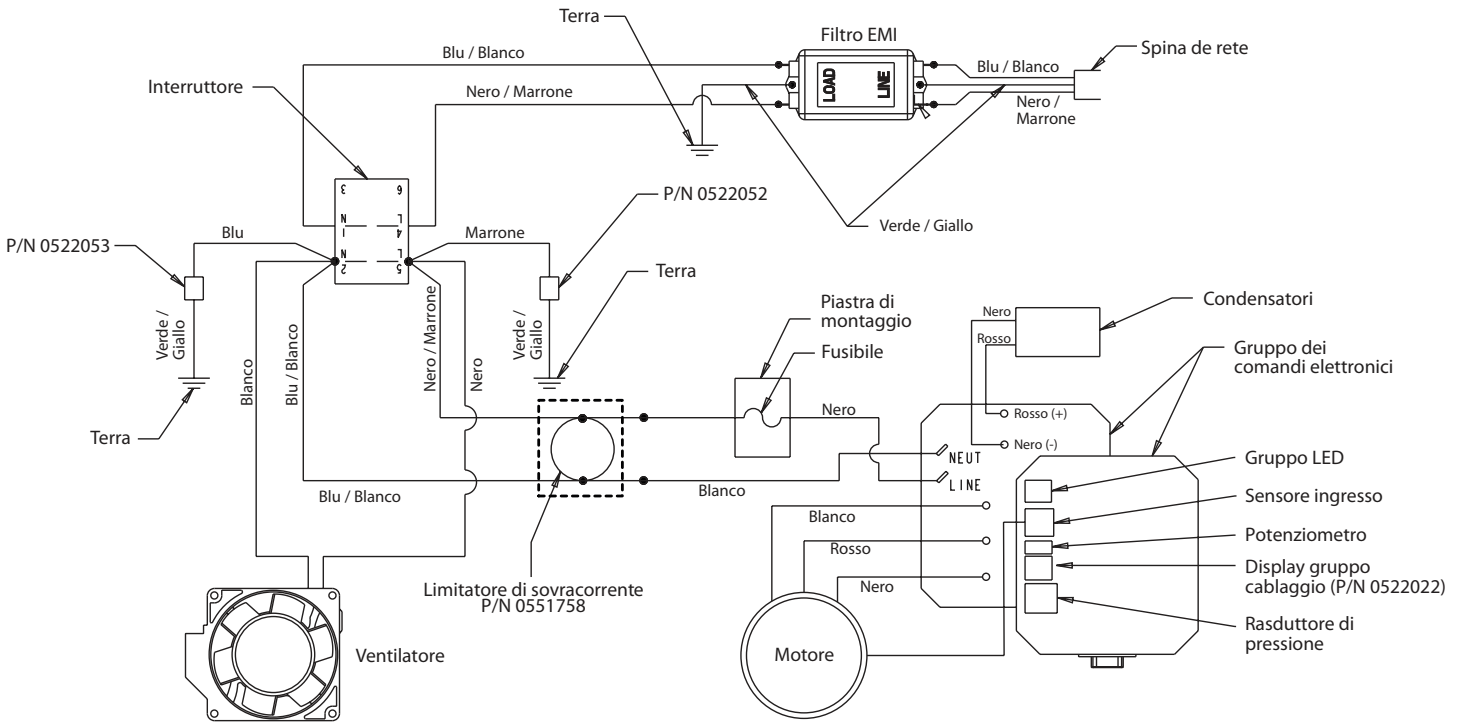 Terra
Filtro EMI
Spina de rete
Blu / Blanco
Blu / Blanco
LOAD
LINE
Interruttore
Nero / Marrone
Nero /
Marrone
3
6
P/N 0522052
N
1
L
4
Verde / Giallo
P/N 0522053
Blu
N
2
L
5
Marrone
Terra
Verde /
Giallo
Blanco
Blu / Blanco
Nero / Marrone
Nero
Verde /
Giallo
Piastra di
montaggio
Fusibile
Nero
Rosso
Condensatori
Gruppo dei
comandi elettronici
Terra
Nero
Rosso (+)
Nero (-)
NEUT
LINE
Blu / Blanco
Blanco
Gruppo LED
Sensore ingresso
Potenziometro
Display gruppo
cablaggio (P/N 0522022)
Rasduttore di
pressione
Blanco
Rosso
Nero
Limitatore di sovracorrente
P/N 0551758
Ventilatore
Motore